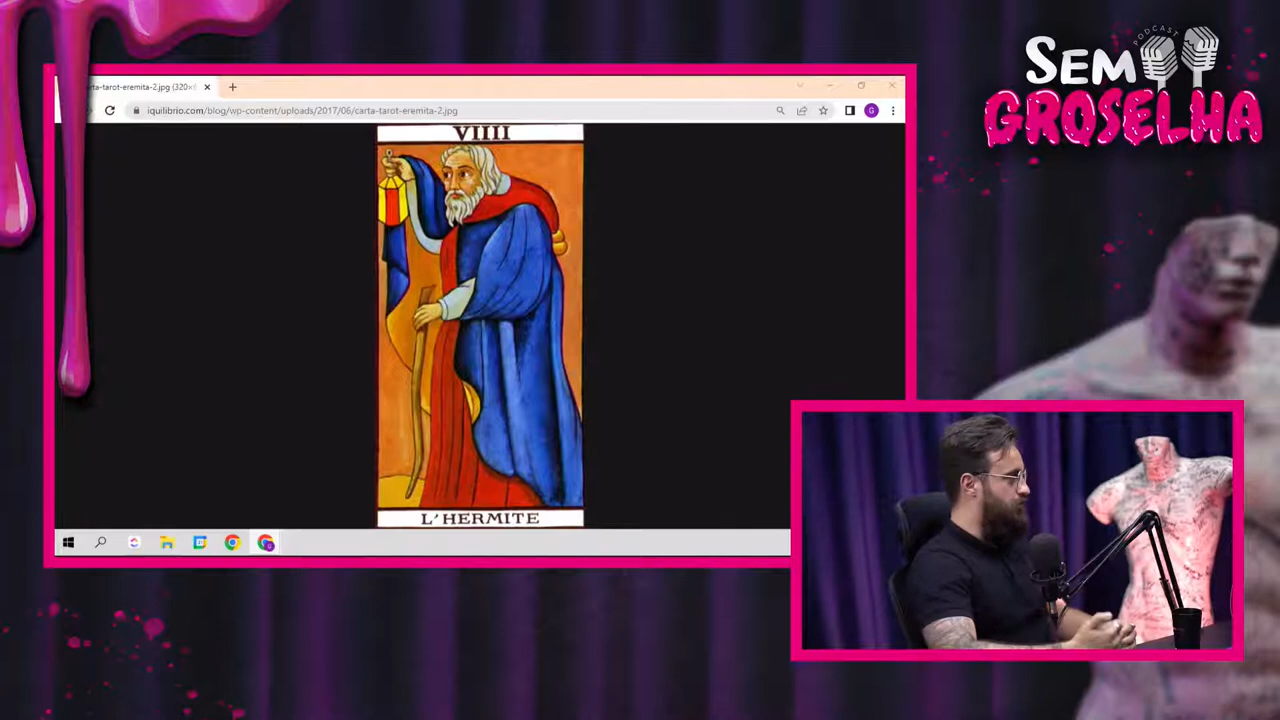 PODCAST
SEM
GROSELHA
arta-tarot-eremita-2.jpg (320×
iquilibrio.com/blog/wp-content/uploads/2017/06/carta-tarot-eremita-2.jpg
G
VIIII
L'HERMITE